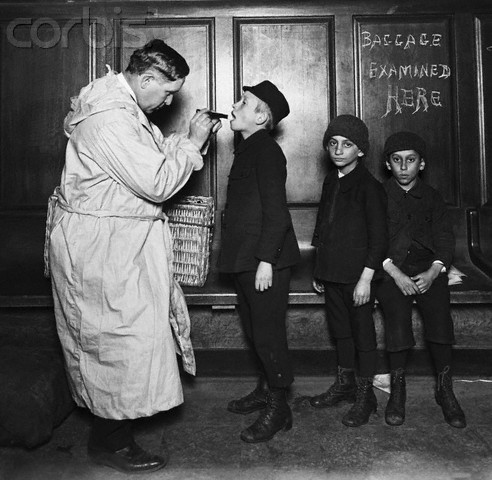 corbis
BAGGAGE
EXAMINED
HERE